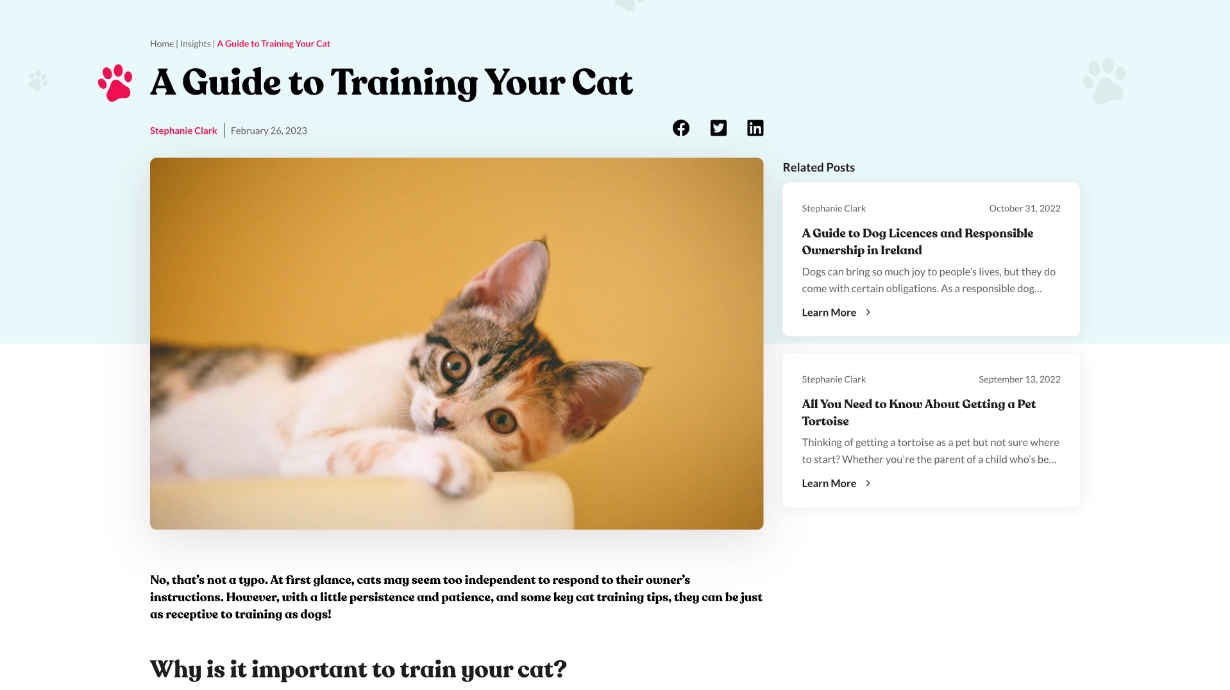 Home | Insights | A Guide to Training Your Cat
A Guide to Training Your Cat
Stephanie Clark | February 26, 2023
Related Posts
Stephanie Clark October 31, 2022
A Guide to Dog Licences and Responsible
Ownership in Ireland
Dogs can bring so much joy to people's lives, but they do
come with certain obligations. As a responsible dog...
Learn More
Stephanie Clark September 13, 2022
All You Need to Know About Getting a Pet
Tortoise
Thinking of getting a tortoise as a pet but not sure where
to start? Whether you're the parent of a child who's be...
Learn More
No, that's not a typo. At first glance, cats may seem too independent to respond to their owner's
instructions. However, with a little persistence and patience, and some key cat training tips, they can be just
as receptive to training as dogs!
Why is it important to train your cat?